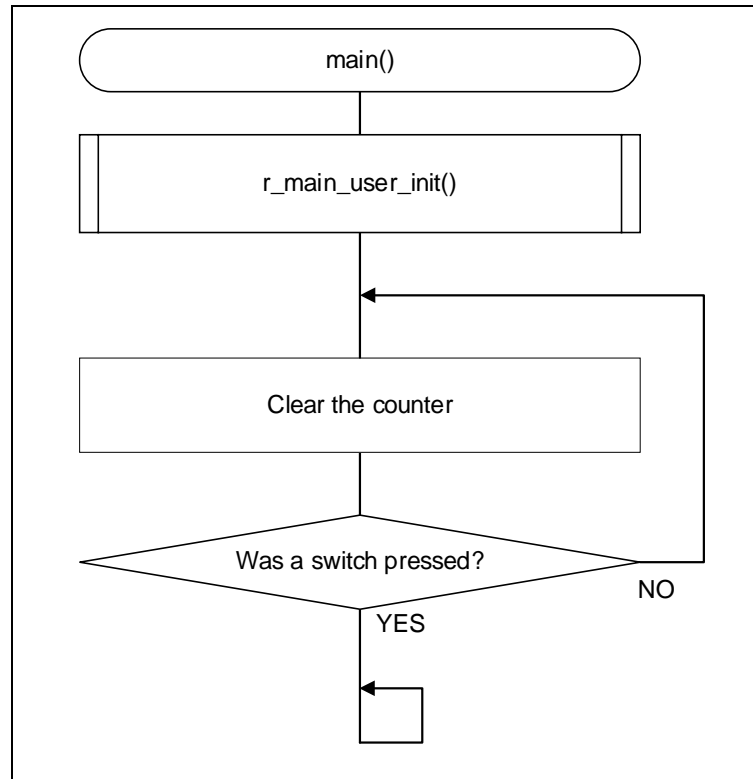 main()
r_main_user_init()
Clear the counter
Was a switch pressed?
NO
YES